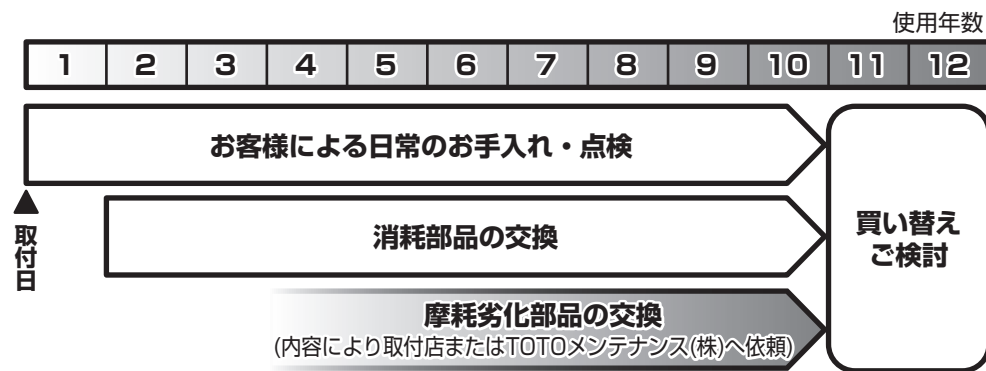 使用年数
1 2 3 4 5 6 7 8 9 10 11 12
お客様による日常のお手入れ・点検
取付日
消耗部品の交換
買い替え
ご検討
摩耗劣化部品の交換
(内容により取付店またはTOTOメンテナンス(株)へ依頼)